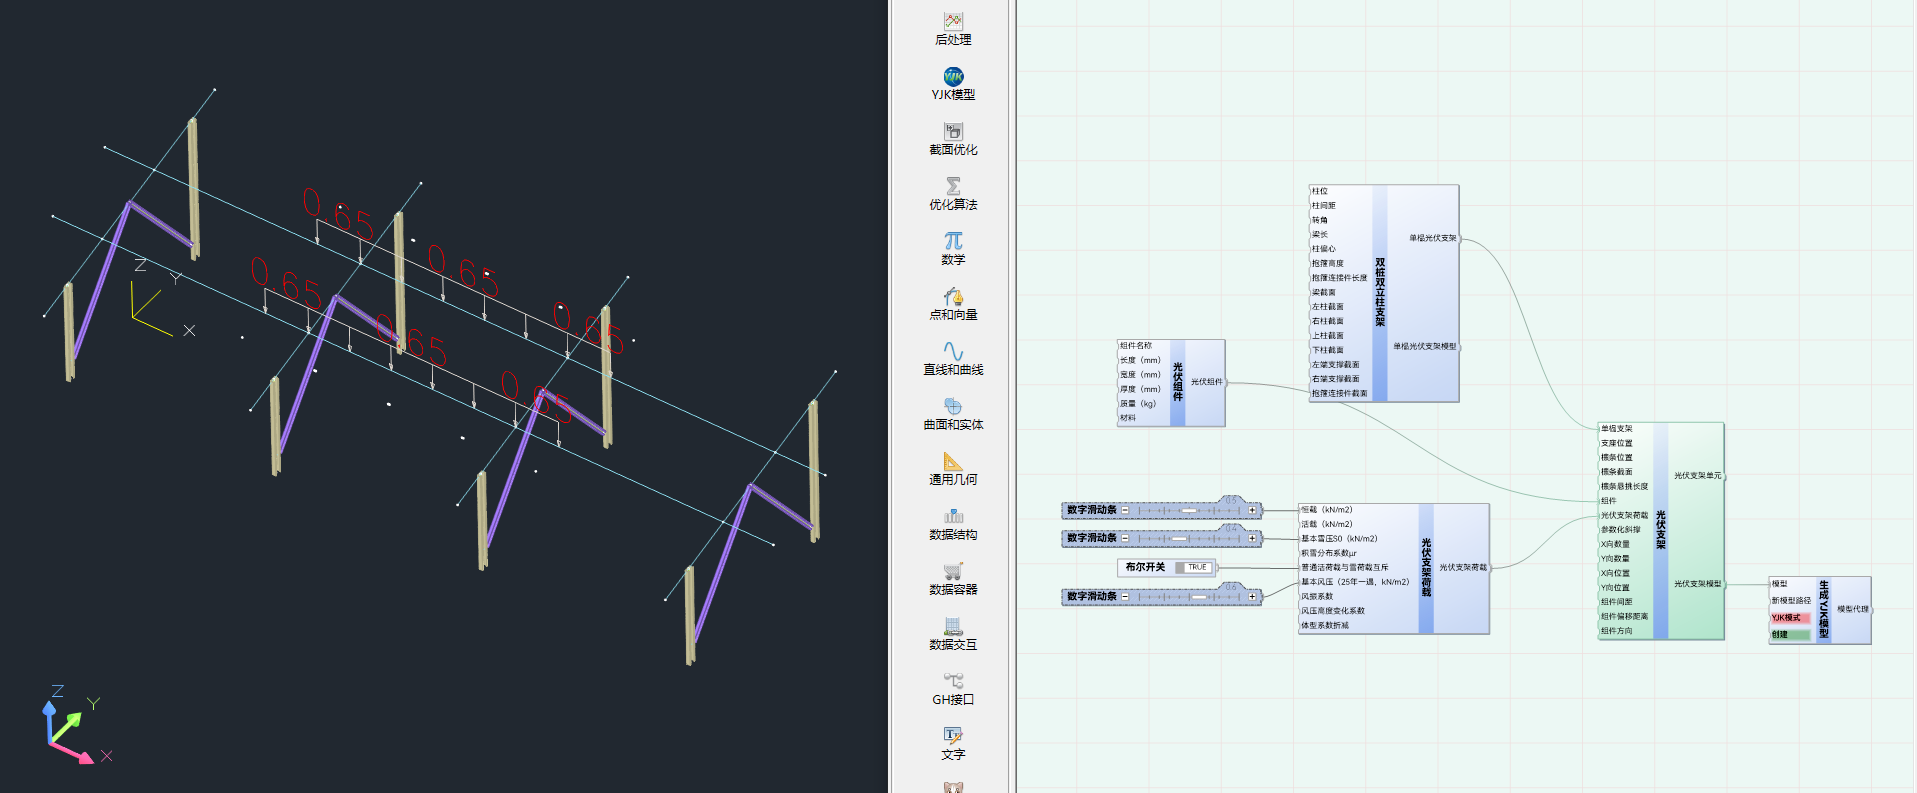 0.65
0.65
0.65
0.65
0.65
0.65
Z
Y
X
Z
Y
X
后处理
YJK
YJK模型
截面优化
Σ
优化算法
π
数学
点和向量
直线和曲线
曲面和实体
通用几何
数据结构
数据容器
数据交互
GH接口
T
文字
柱位
柱间距
转角
梁长
柱偏心
抱箍高度
抱箍连接件长度
梁截面
左柱截面
右柱截面
上柱截面
下柱截面
左端支撑截面
右端支撑截面
抱箍连接件截面
双桩双立柱支架
单榀光伏支架
单榀光伏支架模型
组件名称
长度（mm）
宽度（mm）
厚度（mm）
质量（kg）
材料
光伏组件
光伏组件
数字滑动条
0.5
数字滑动条
0.4
布尔开关
TRUE
数字滑动条
0.6
恒载（kN/m2）
活载（kN/m2）
基本雪压S0（kN/m2）
积雪分布系数μr
普通活荷载与雪荷载互斥
基本风压（25年一遇，kN/m2）
风振系数
风压高度变化系数
体型系数折减
光伏支架荷载
光伏支架荷载
单榀支架
支座位置
檩条位置
檩条截面
檩条悬挑长度
组件
光伏支架荷载
参数化斜撑
X向数量
Y向数量
X向位置
Y向位置
组件间距
组件偏移距离
组件方向
光伏支架
光伏支架单元
光伏支架模型
模型
新模型路径
YJK模式
创建
生成YJK模型
模型代理